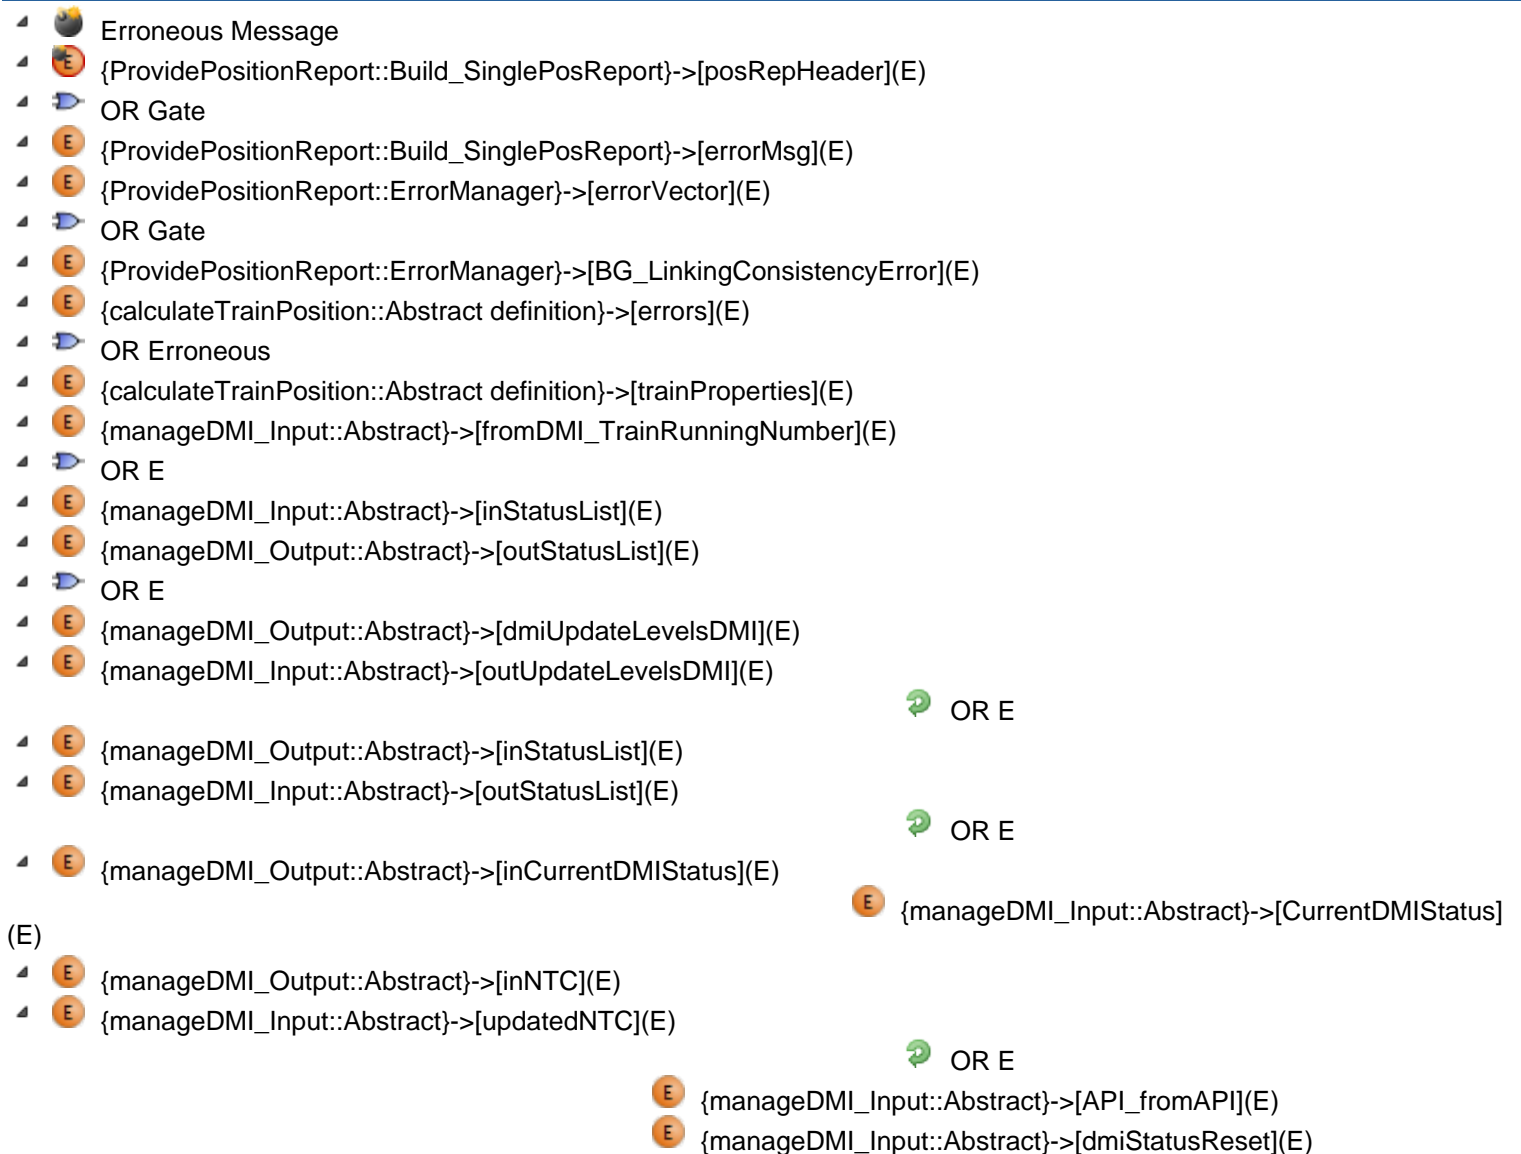 Erroneous Message
{ProvidePositionReport::Build_SinglePosReport}->[posRepHeader](E)
OR Gate
{ProvidePositionReport::Build_SinglePosReport}->[errorMsg](E)
{ProvidePositionReport::ErrorManager}->[errorVector](E)
OR Gate
{ProvidePositionReport::ErrorManager}->[BG_LinkingConsistencyError](E)
{calculateTrainPosition::Abstract definition}->[errors](E)
OR Erroneous
{calculateTrainPosition::Abstract definition}->[trainProperties](E)
{manageDMI_Input::Abstract}->[fromDMI_TrainRunningNumber](E)
OR E
{manageDMI_Input::Abstract}->[inStatusList](E)
{manageDMI_Output::Abstract}->[outStatusList](E)
OR E
{manageDMI_Output::Abstract}->[dmiUpdateLevelsDMI](E)
{manageDMI_Input::Abstract}->[outUpdateLevelsDMI](E)
OR E
{manageDMI_Output::Abstract}->[inStatusList](E)
{manageDMI_Input::Abstract}->[outStatusList](E)
OR E
{manageDMI_Output::Abstract}->[inCurrentDMIStatus](E)
{manageDMI_Input::Abstract}->[CurrentDMIStatus]
(E)
{manageDMI_Output::Abstract}->[inNTC](E)
{manageDMI_Input::Abstract}->[updatedNTC](E)
OR E
{manageDMI_Input::Abstract}->[API_fromAPI](E)
{manageDMI_Input::Abstract}->[dmiStatusReset](E)